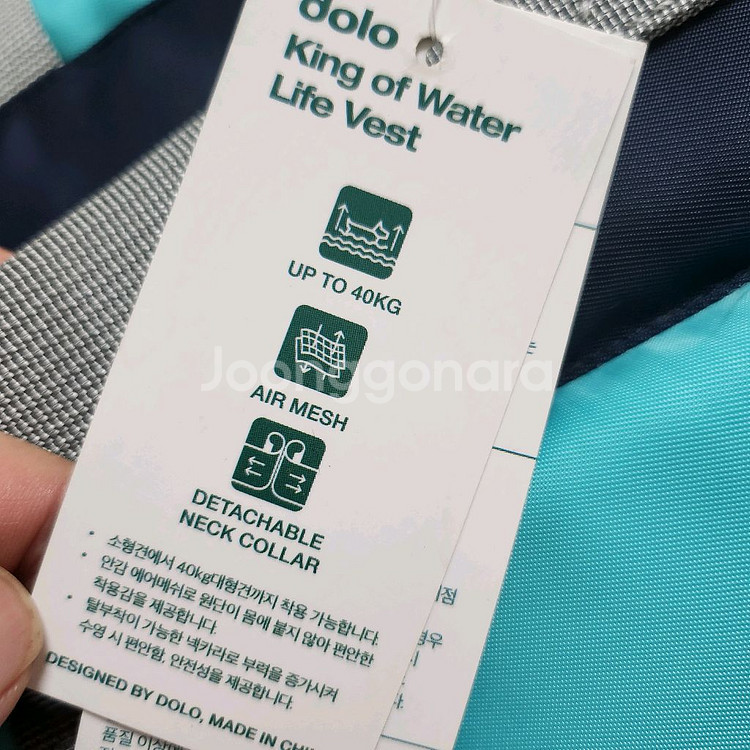 dolo
King of Water
Life Vest
UP TO 40KG
Joonggonara
AIR MESH
DETACHABLE
NECK COLLAR
• 소형견에서 40kg대형견까지 착용 가능합니다.
• 안감 에어메쉬로 원단이 몸에 붙지 않아 편안한
착용감을 제공합니다.
• 탈부착이 가능한 넥카라로 부력을 증가시켜
수영 시 편안함, 안전성을 제공합니다.
DESIGNED BY DOLO, MADE IN
품질